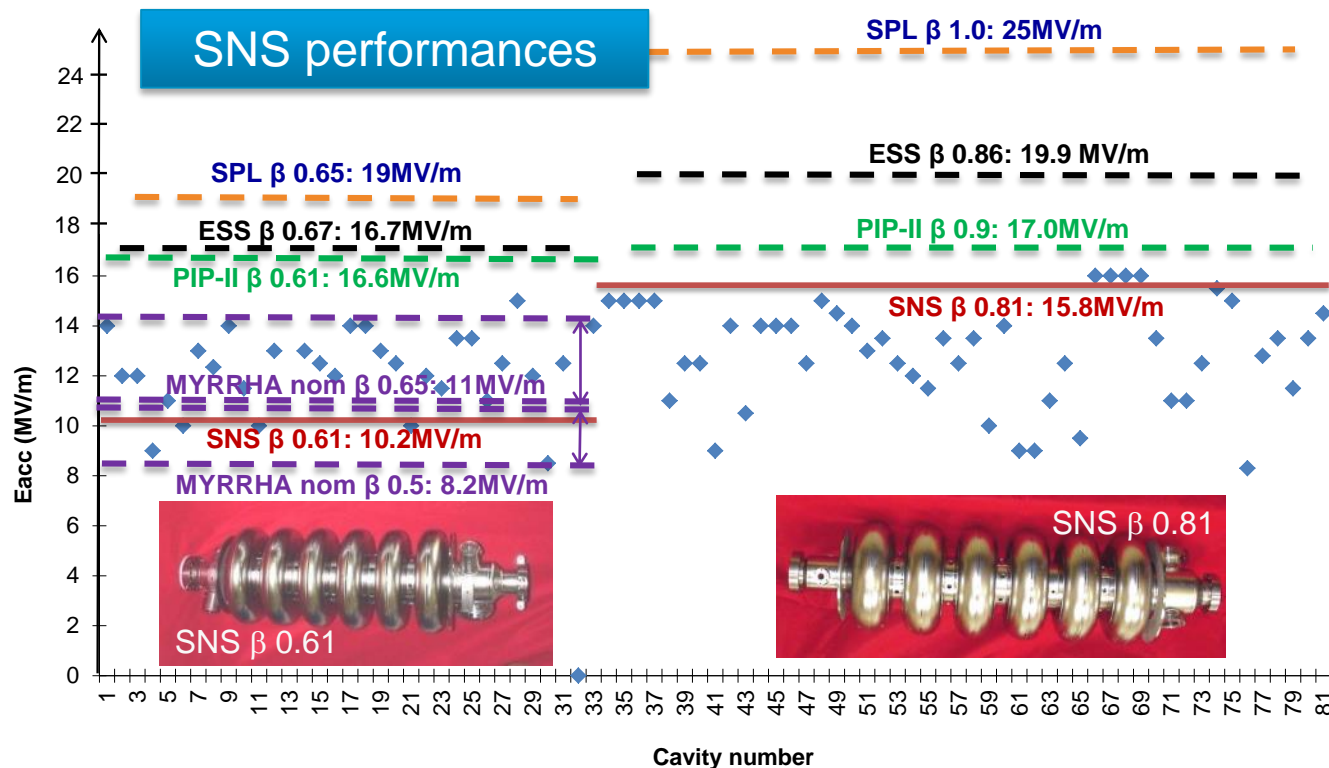 SNS performances
SPL β 1.0: 25MV/m
ESS β 0.86: 19.9 MV/m
SPL β 0.65: 19MV/m
ESS β 0.67: 16.7MV/m
PIP-II β 0.9: 17.0MV/m
PIP-II β 0.61: 16.6MV/m
SNS β 0.81: 15.8MV/m
MYRRHA nom β 0.65: 11MV/m
SNS β 0.61: 10.2MV/m
MYRRHA nom β 0.5: 8.2MV/m
SNS β 0.61
SNS β 0.81
Eacc (MV/m)
24
22
20
18
16
14
12
10
8
6
4
2
0
1 3 5 7 9 11 13 15 17 19 21 23 25 27 29 31 33 35 37 39 41 43 45 47 49 51 53 55 57 59 61 63 65 67 69 71 73 75 77 79 81
Cavity number